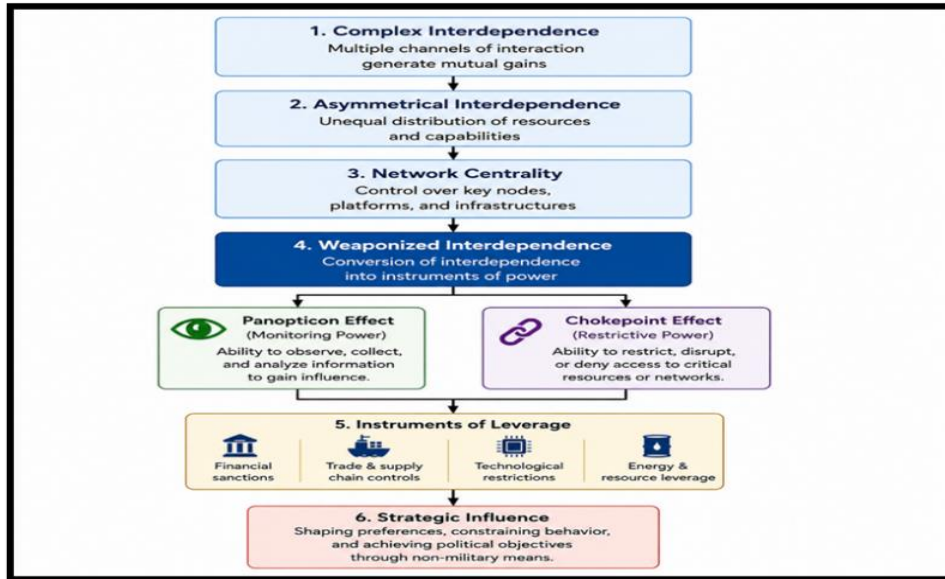 1. Complex Interdependence
Multiple channels of interaction
generate mutual gains
2. Asymmetrical Interdependence
Unequal distribution of resources
and capabilities
3. Network Centrality
Control over key nodes,
platforms, and infrastructures
4. Weaponized Interdependence
Conversion of interdependence
into instruments of power
Panopticon Effect
(Monitoring Power)
Ability to observe, collect,
and analyze information
to gain influence.
Chokepoint Effect
(Restrictive Power)
Ability to restrict, disrupt,
or deny access to critical
resources or networks.
5. Instruments of Leverage
Financial
sanctions
Trade & supply
chain controls
Technological
restrictions
Energy &
resource leverage
6. Strategic Influence
Shaping preferences, constraining behavior,
and achieving political objectives
through non-military means.